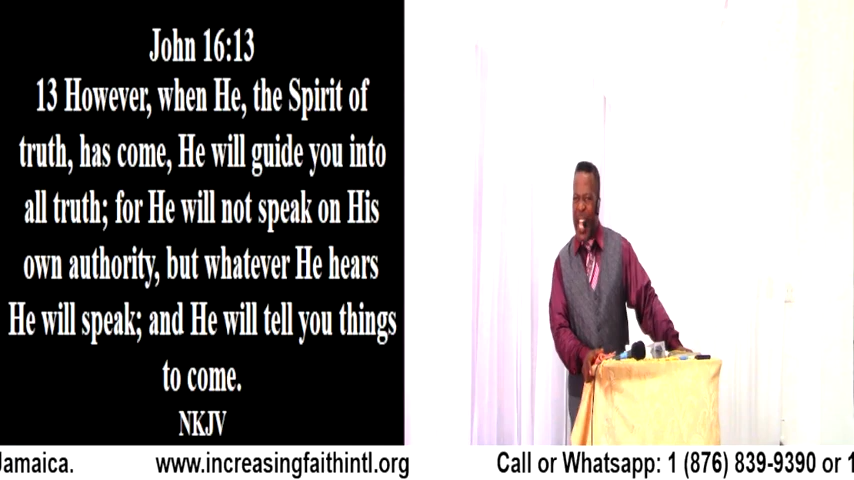 John 16:13
13 However, when He, the Spirit of
truth, has come, He will guide you into
all truth; for He will not speak on His
own authority, but whatever He hears
He will speak; and He will tell you things
to come.
NKJV
Jamaica. www.increasingfaithintl.org Call or Whatsapp: 1 (876) 839-9390 or 1